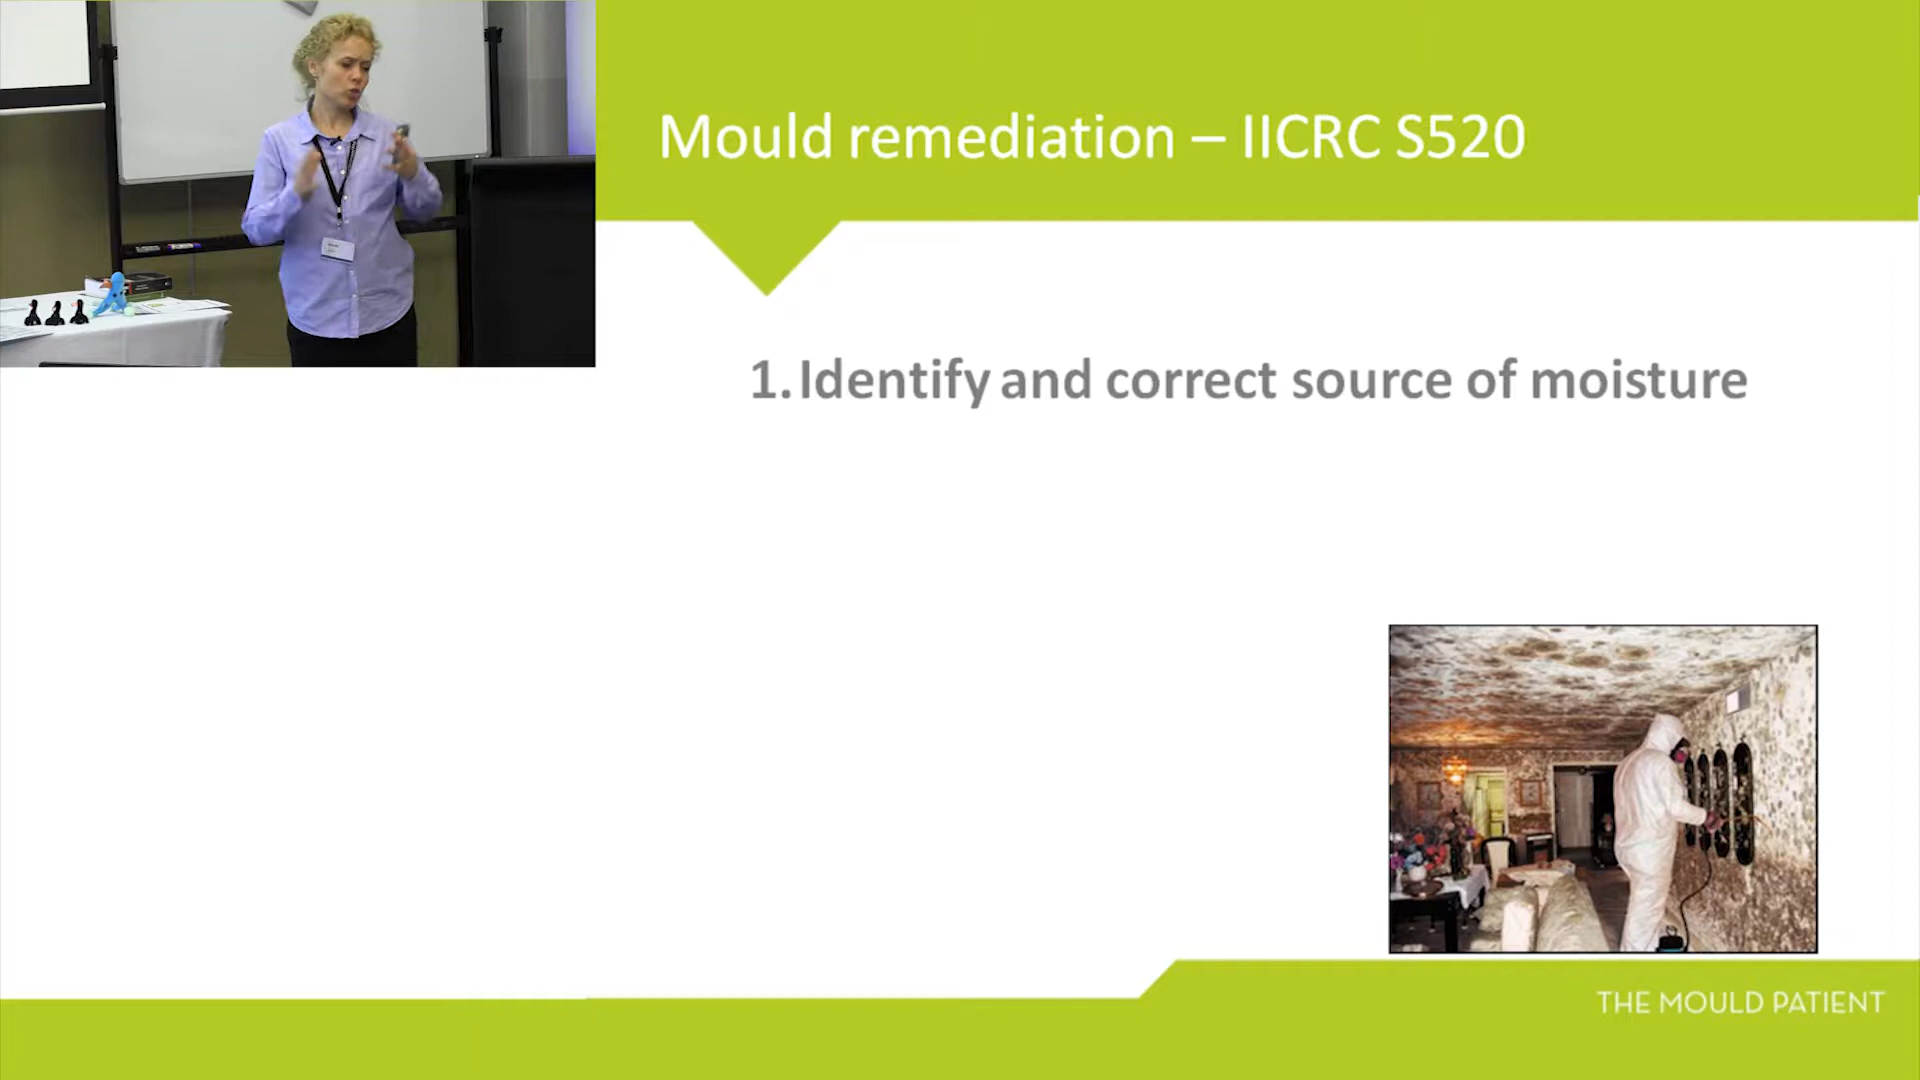 Mould remediation – IICRC S520
1. Identify and correct source of moisture
THE MOULD PATIENT